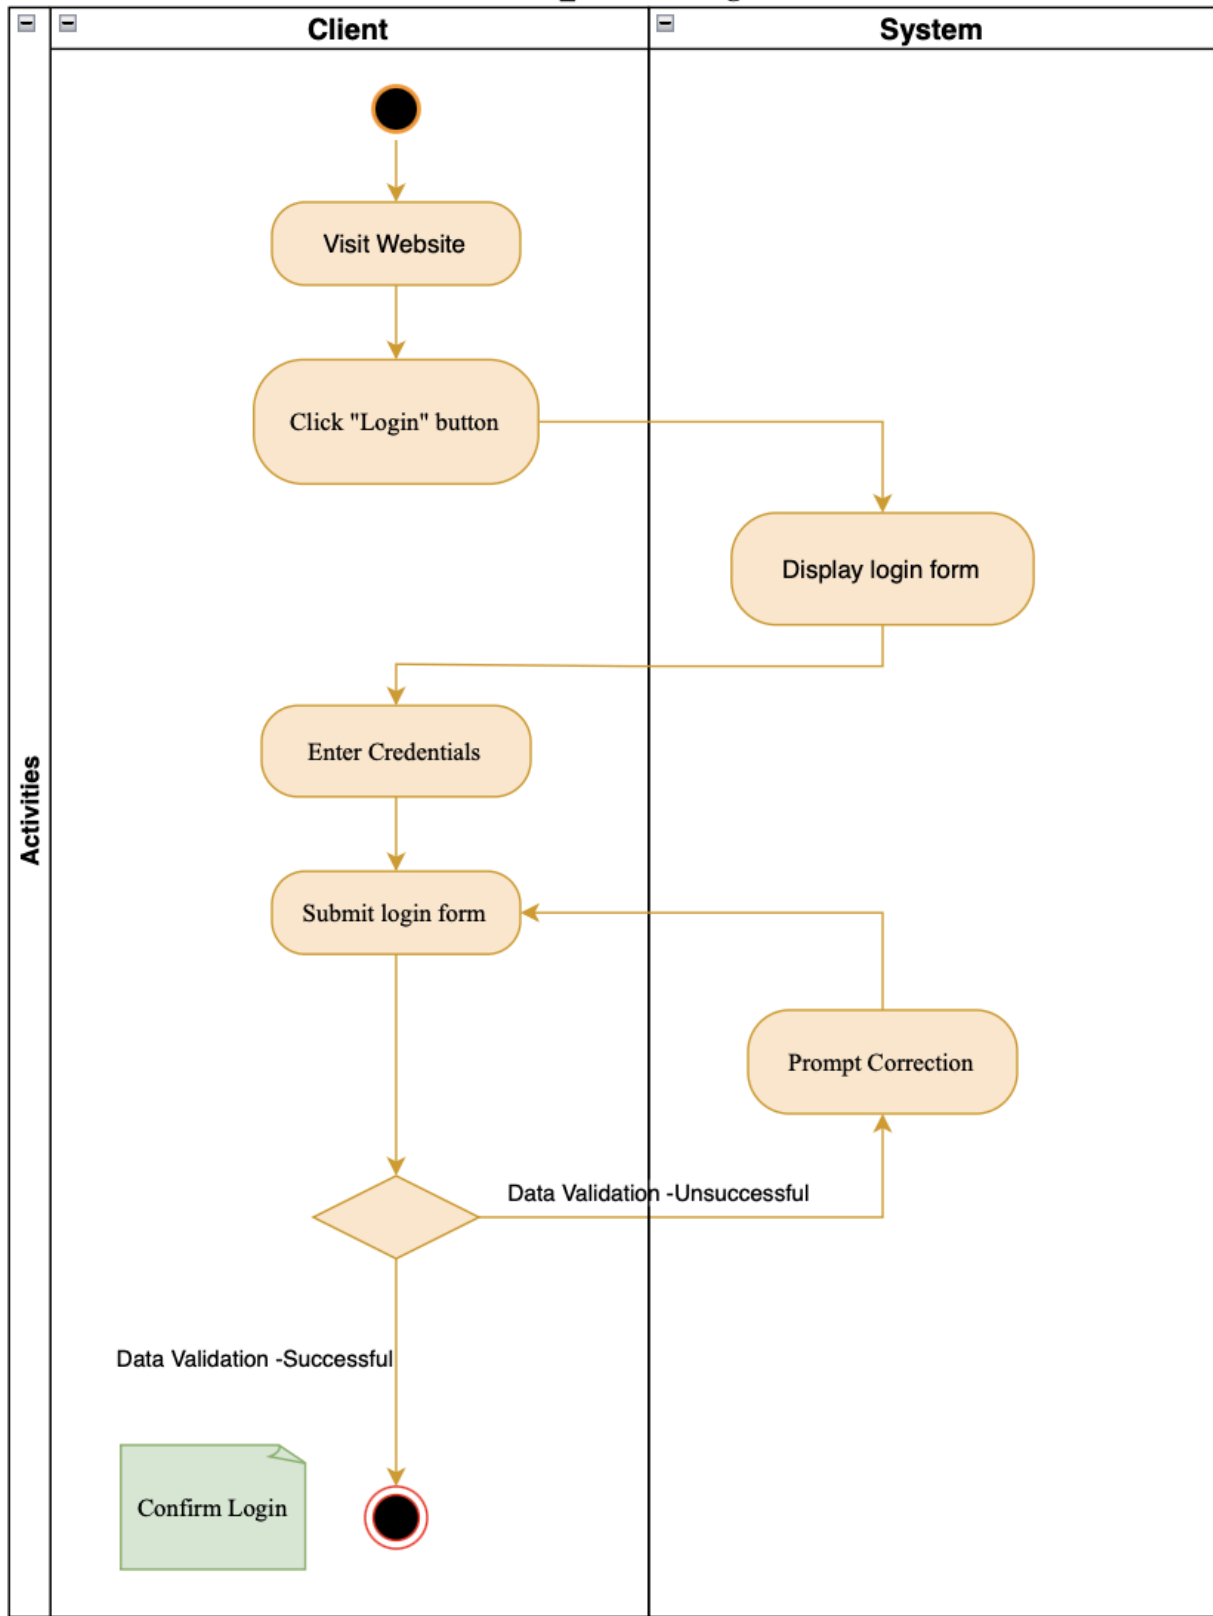 Client
System
Visit Website
Click "Login" button
Display login form
Enter Credentials
Activities
Submit login form
Prompt Correction
Data Validation -Unsuccessful
Data Validation -Successful
Confirm Login